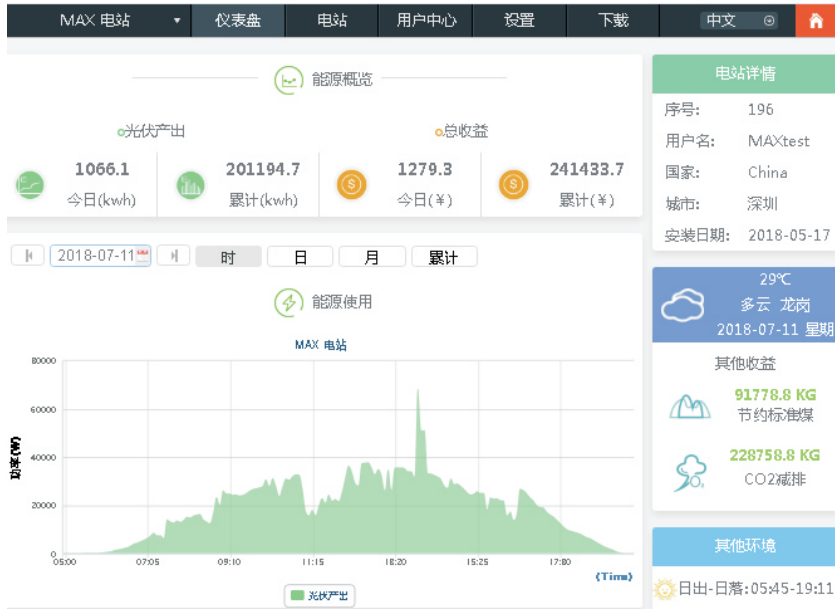 MAX 电站 仪表盘 电站 用户中心 设置 下载 中文
能源概览
光伏产出 总收益
1066.1 201194.7 1279.3 241433.7
今日(kwh) 累计(kwh) 今日(¥) 累计(¥)
2018-07-11 时 日 月 累计
能源使用
MAX 电站
80000
60000
40000
20000
0
功率(W)
05:00 07:05 09:10 11:15 13:20 15:25 17:30
(Time)
光伏产出
电站详情
序号: 196
用户名: MAXtest
国家: China
城市: 深圳
安装日期: 2018-05-17
29℃
多云 龙岗
2018-07-11 星期
其他收益
91778.8 KG
节约标准煤
228758.8 KG
CO2减排
其他环境
日出-日落:05:45-19:11